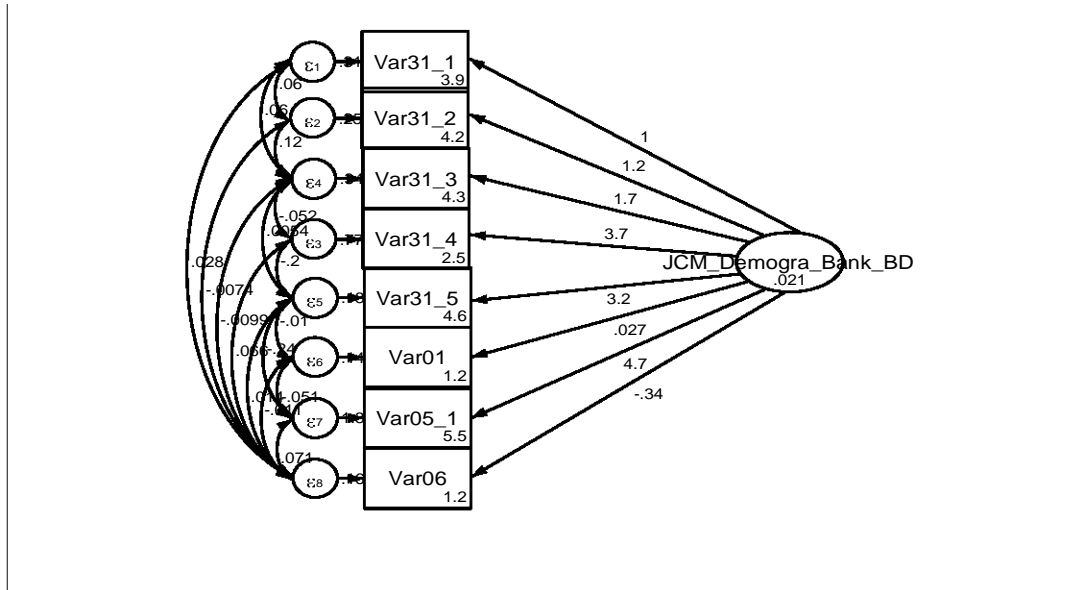 ε1
Var31_1
3.9
.06
1
ε2
Var31_2
4.2
.12
1.2
ε4
Var31_3
4.3
1.7
-.052
.0054
ε3
Var31_4
2.5
3.7
-.2
JCM_Demogra_Bank_BD
.021
.028
-.0074
ε5
Var31_5
4.6
3.2
-.0099
-.01
.027
ε6
Var01
1.2
4.7
-.34
ε7
Var05_1
5.5
.071
ε8
Var06
1.2